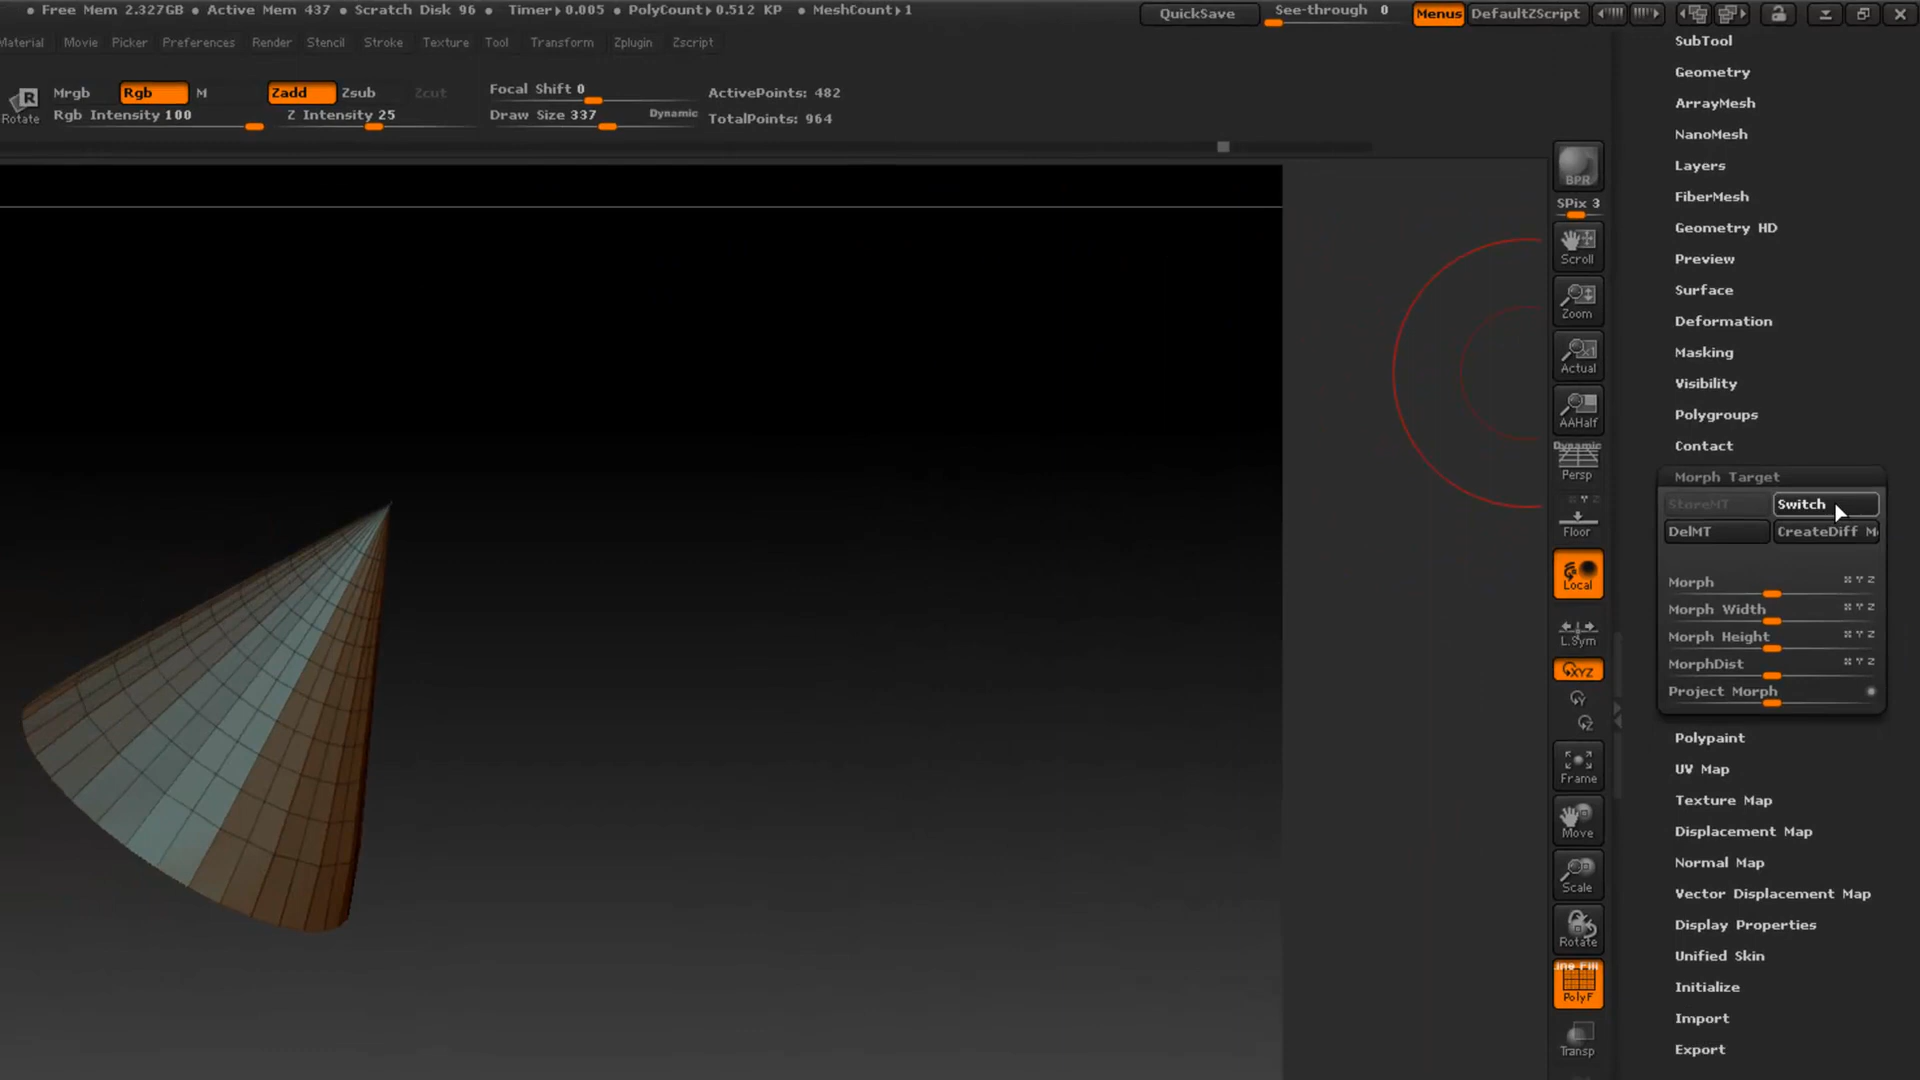 • Free Mem 2.327GB • Active Mem 437 • Scratch Disk 96 • Timer▸0.005 • PolyCount▸0.512 KP • MeshCount▸1
QuickSave See-through 0 Menus DefaultZScript
Material Movie Picker Preferences Render Stencil Stroke Texture Tool Transform Zplugin Zscript
Rotate
Mrgb Rgb M
Rgb Intensity 100
Zadd Zsub Zcut
Z Intensity 25
Focal Shift 0
Draw Size 337 Dynamic
ActivePoints: 482
TotalPoints: 964
BPR
SPix 3
Scroll
Zoom
Actual
AAHalf
Dynamic
Persp
X Y Z
Floor
Local
L.Sym
XYZ
Y
Z
Frame
Move
Scale
Rotate
Line Fill
PolyF
Transp
SubTool
Geometry
ArrayMesh
NanoMesh
Layers
FiberMesh
Geometry HD
Preview
Surface
Deformation
Masking
Visibility
Polygroups
Contact
Morph Target
StoreMT Switch
DelMT CreateDiff M
Morph X Y Z
Morph Width X Y Z
Morph Height X Y Z
MorphDist X Y Z
Project Morph
Polypaint
UV Map
Texture Map
Displacement Map
Normal Map
Vector Displacement Map
Display Properties
Unified Skin
Initialize
Import
Export